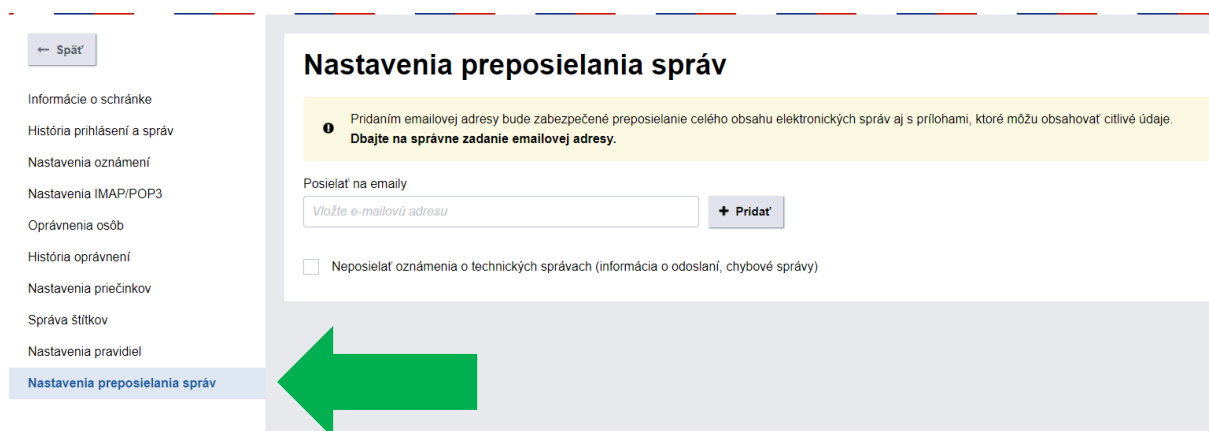 ← Späť
Informácie o schránke
História prihlásení a správ
Nastavenia oznámení
Nastavenia IMAP/POP3
Oprávnenia osôb
História oprávnení
Nastavenia priečinkov
Správa štítkov
Nastavenia pravidiel
Nastavenia preposielania správ
Nastavenia preposielania správ
Pridaním emailovej adresy bude zabezpečené preposielanie celého obsahu elektronických správ aj s prílohami, ktoré môžu obsahovať citlivé údaje.
Dbajte na správne zadanie emailovej adresy.
Posielať na emaily
Vložte e-mailovú adresu
+ Pridať
Neposielať oznámenia o technických správach (informácia o odoslaní, chybové správy)